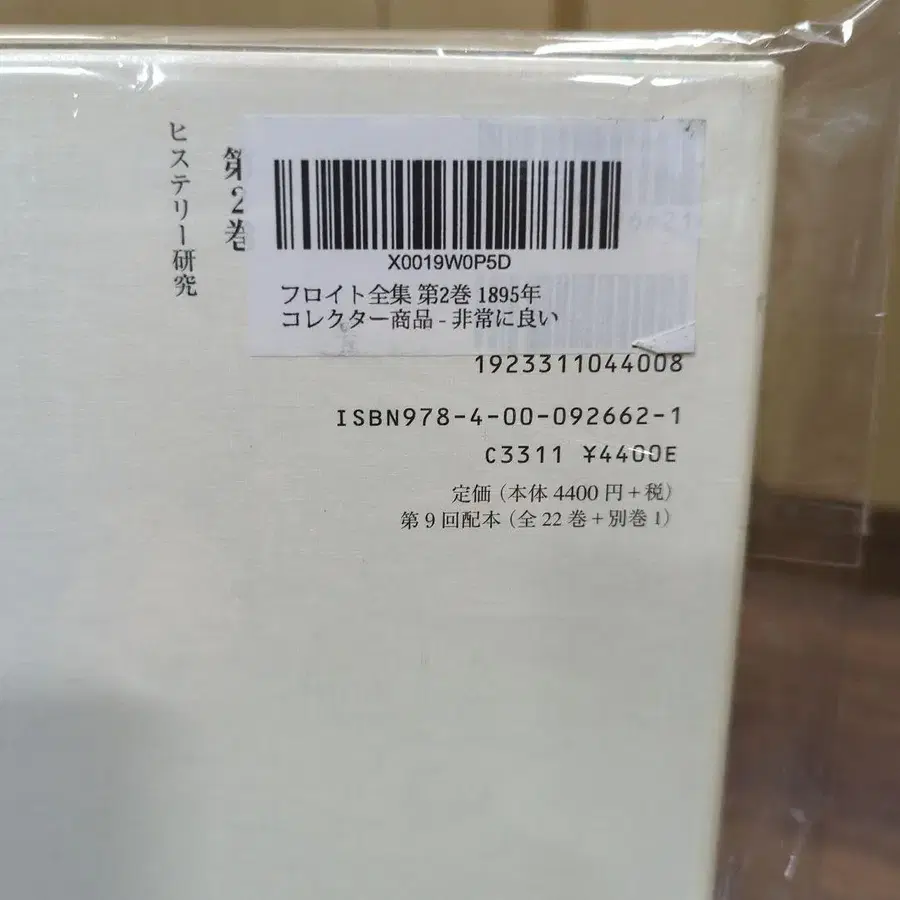 第2巻
ヒステリー研究
X0019W0P5D
フロイト全集 第2巻 1895年
コレクター商品 - 非常に良い
1923311044008
ISBN978-4-00-092662-1
C3311 ¥4400E
定価（本体 4400 円＋税）
第 9 回配本（全 22 巻＋別巻 1）